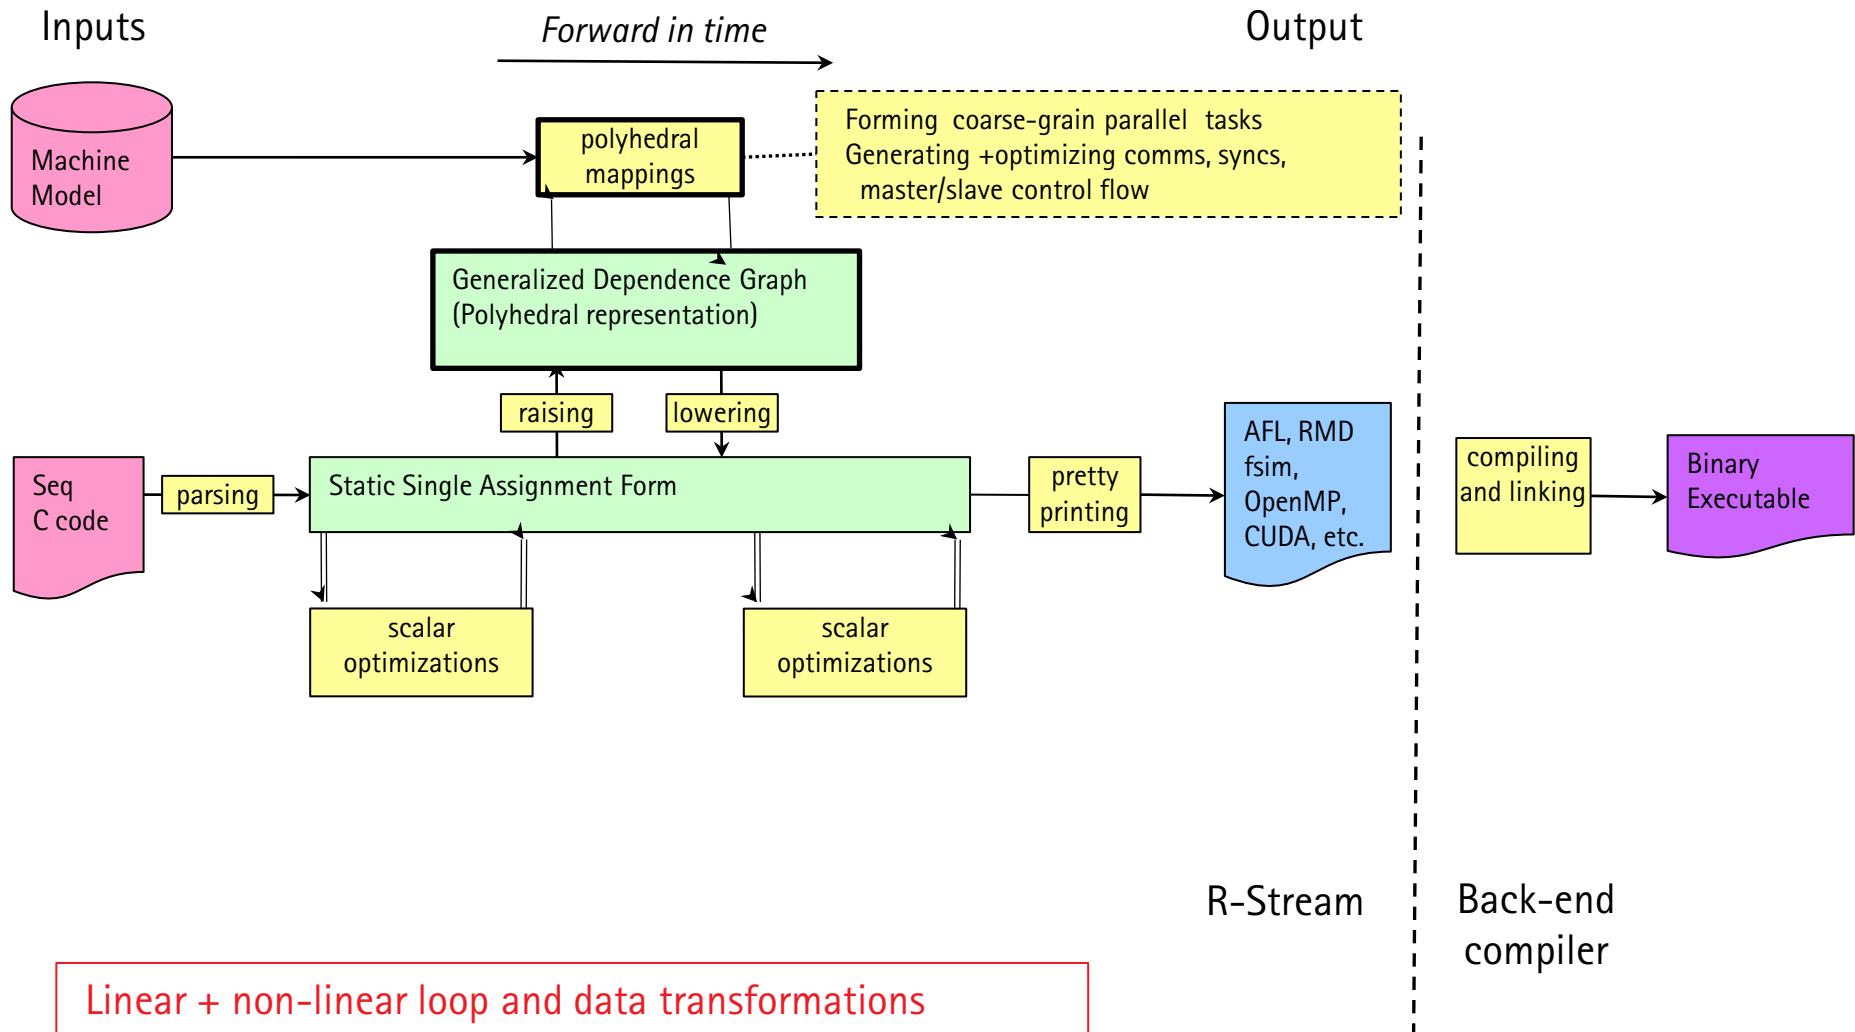 Inputs
Forward in time
Output
Machine
Model
polyhedral
mappings
Forming coarse-grain parallel tasks
Generating +optimizing comms, syncs,
master/slave control flow
Generalized Dependence Graph
(Polyhedral representation)
raising
lowering
Seq
C code
parsing
Static Single Assignment Form
pretty
printing
AFL, RMD
fsim,
OpenMP,
CUDA, etc.
compiling
and linking
Binary
Executable
scalar
optimizations
scalar
optimizations
R-Stream
Back-end
compiler
Linear + non-linear loop and data transformations